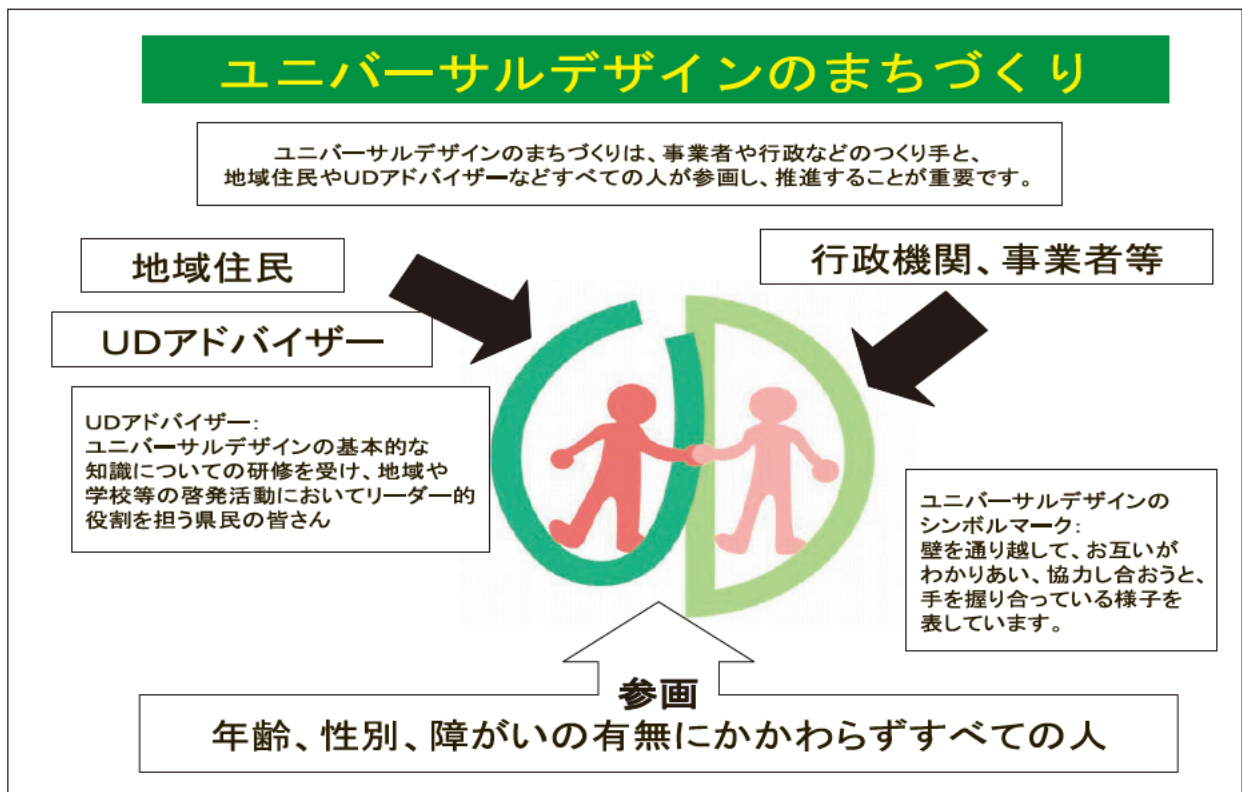 ユニバーサルデザインのまちづくり
ユニバーサルデザインのまちづくりは、事業者や行政などのつくり手と、
地域住民やUDアドバイザーなどすべての人が参画し、推進することが重要です。
地域住民
行政機関、事業者等
UDアドバイザー
UDアドバイザー：
ユニバーサルデザインの基本的な
知識についての研修を受け、地域や
学校等の啓発活動においてリーダー的
役割を担う県民の皆さん
ユニバーサルデザインの
シンボルマーク：
壁を通り越して、お互いが
わかりあい、協力し合おうと、
手を握り合っている様子を
表しています。
参画
年齢、性別、障がいの有無にかかわらずすべての人